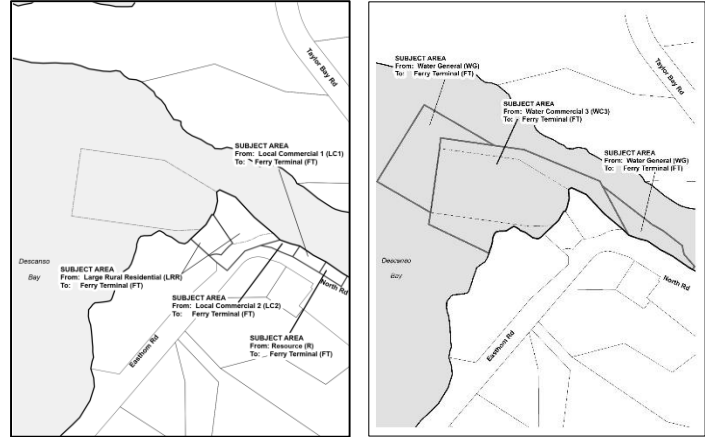 Taylor Bay Rd
SUBJECT AREA
From: Local Commercial 1 (LC1)
To: Ferry Terminal (FT)
Descanso
Bay
SUBJECT AREA
From: Large Rural Residential (LRR)
To: Ferry Terminal (FT)
North Rd
SUBJECT AREA
From: Local Commercial 2 (LC2)
To: Ferry Terminal (FT)
Easthom Rd
SUBJECT AREA
From: Resource (R)
To: Ferry Terminal (FT)
Taylor Bay Rd
SUBJECT AREA
From: Water General (WG)
To: Ferry Terminal (FT)
SUBJECT AREA
From: Water Commercial 3 (WC3)
To: Ferry Terminal (FT)
SUBJECT AREA
From: Water General (WG)
To: Ferry Terminal (FT)
Descanso
Bay
North Rd
Easthom Rd